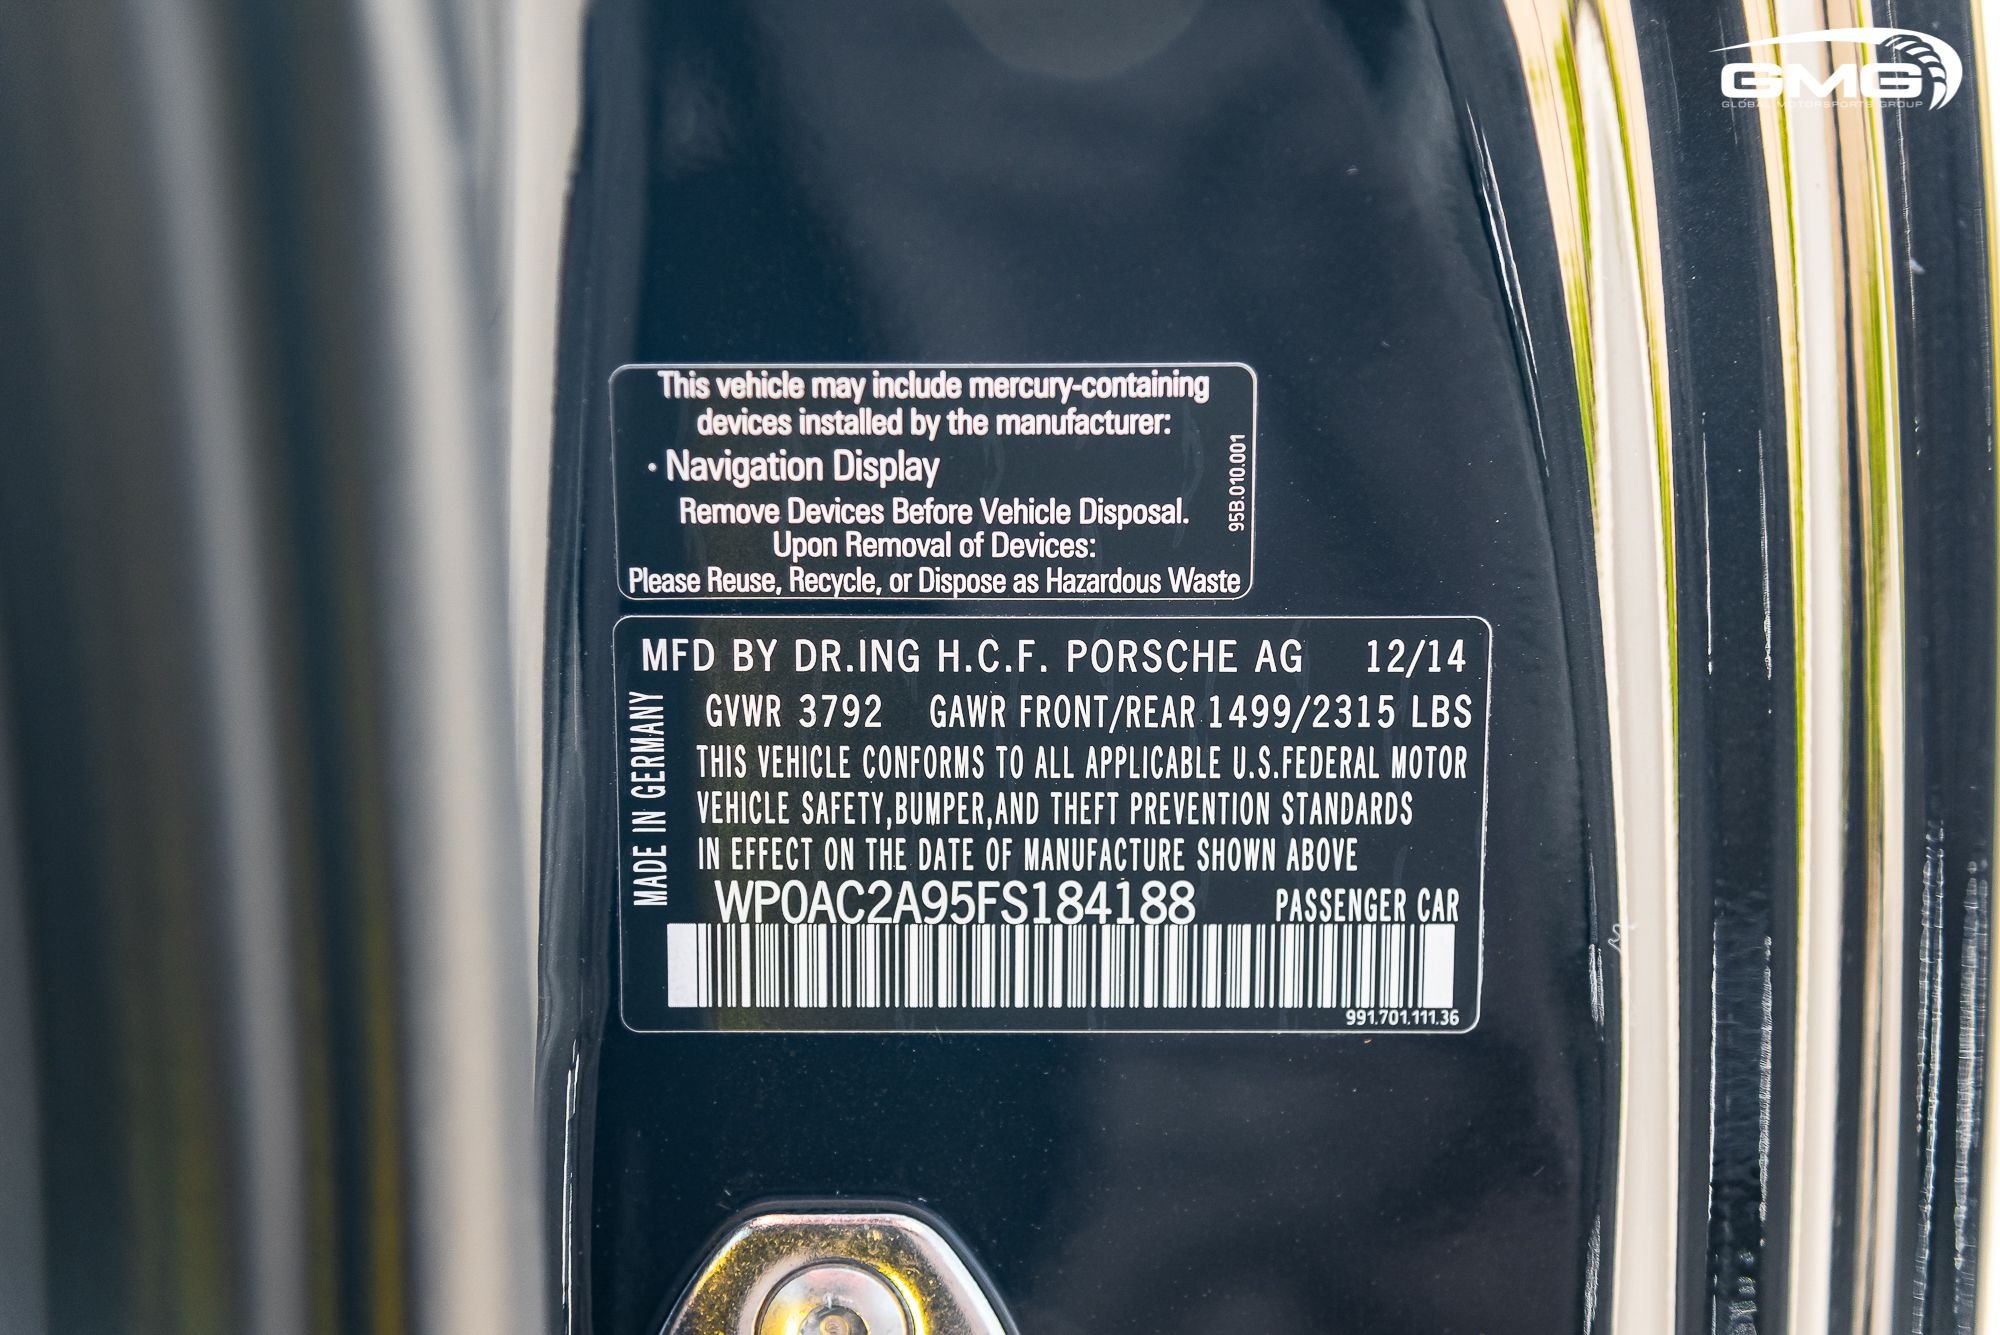 GMG
GLOBAL MOTORSPORTS GROUP
This vehicle may include mercury-containing
devices installed by the manufacturer:
· Navigation Display
Remove Devices Before Vehicle Disposal.
Upon Removal of Devices:
Please Reuse, Recycle, or Dispose as Hazardous Waste
95B.010.001
MFD BY DR.ING H.C.F. PORSCHE AG 12/14
GVWR 3792 GAWR FRONT/REAR 1499/2315 LBS
THIS VEHICLE CONFORMS TO ALL APPLICABLE U.S.FEDERAL MOTOR
VEHICLE SAFETY,BUMPER,AND THEFT PREVENTION STANDARDS
IN EFFECT ON THE DATE OF MANUFACTURE SHOWN ABOVE
MADE IN GERMANY
WP0AC2A95FS184188 PASSENGER CAR
991.701.111.36